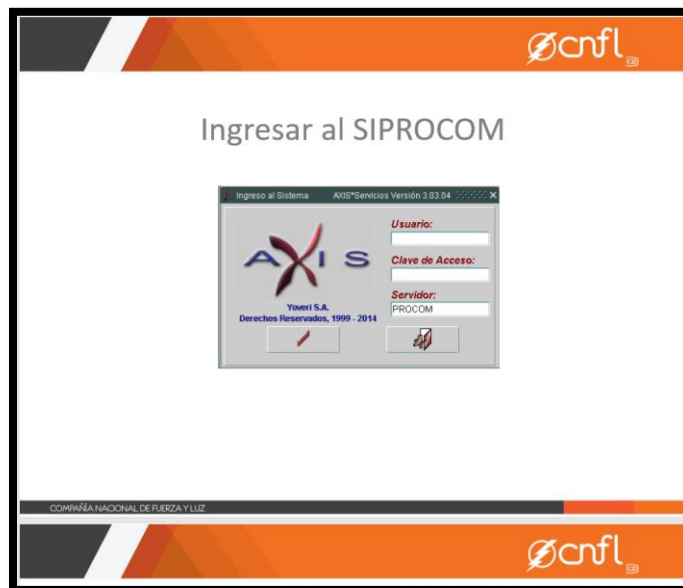 cnfl
Ingresar al SIPROCOM
Ingreso al Sistema AXIS*Servicios Versión 3.03.04
AXIS
Usuario:
Clave de Acceso:
Servidor:
PROCOM
Yoveri S.A.
Derechos Reservados, 1999 - 2014
COMPAÑÍA NACIONAL DE FUERZA Y LUZ
cnfl